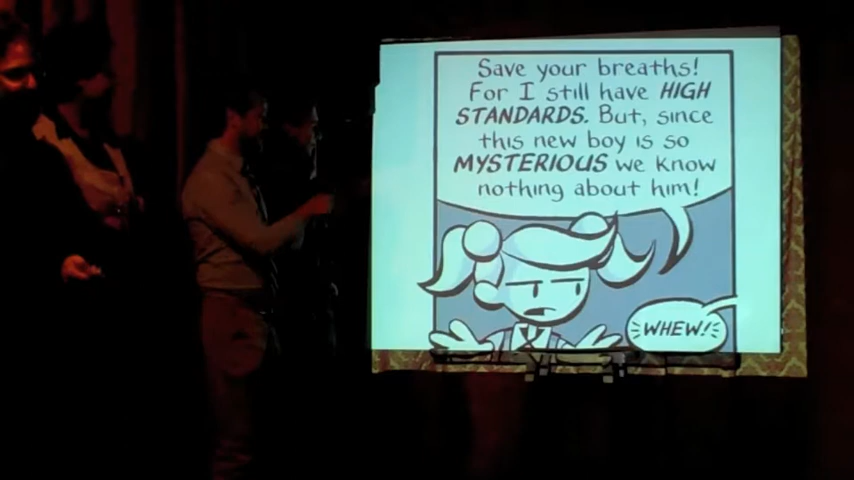 Save your breaths!
For I still have HIGH
STANDARDS. But, since
this new boy is so
MYSTERIOUS we know
nothing about him!
WHEW!